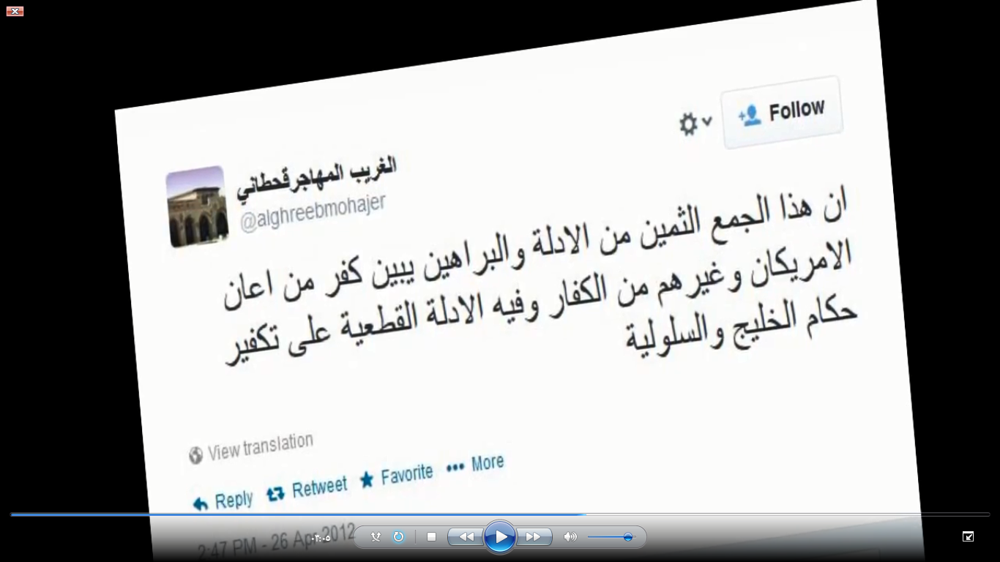 Follow
الغريب المهاجرقحطاني
@alghreebmohajer
ان هذا الجمع الثمين من الادلة والبراهين يبين كفر من اعان
الامريكان وغيرهم من الكفار وفيه الادلة القطعية على تكفير
حكام الخليج والسلولية
View translation
Reply Retweet Favorite More
2:47 PM - 26 Apr 2012
٠٢:٠٥